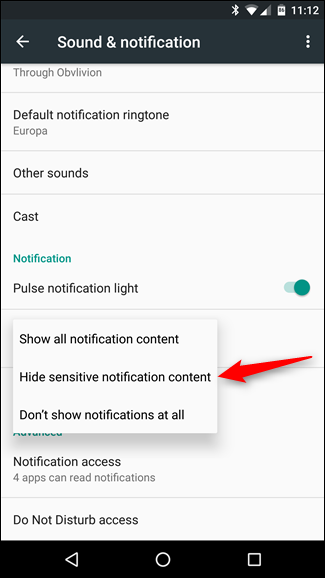 11:12
Sound & notification
Through Obvlivion
Default notification ringtone
Europa
Other sounds
Cast
Notification
Pulse notification light
Show all notification content
Hide sensitive notification content
Don't show notifications at all
Advanced
Notification access
4 apps can read notifications
Do Not Disturb access